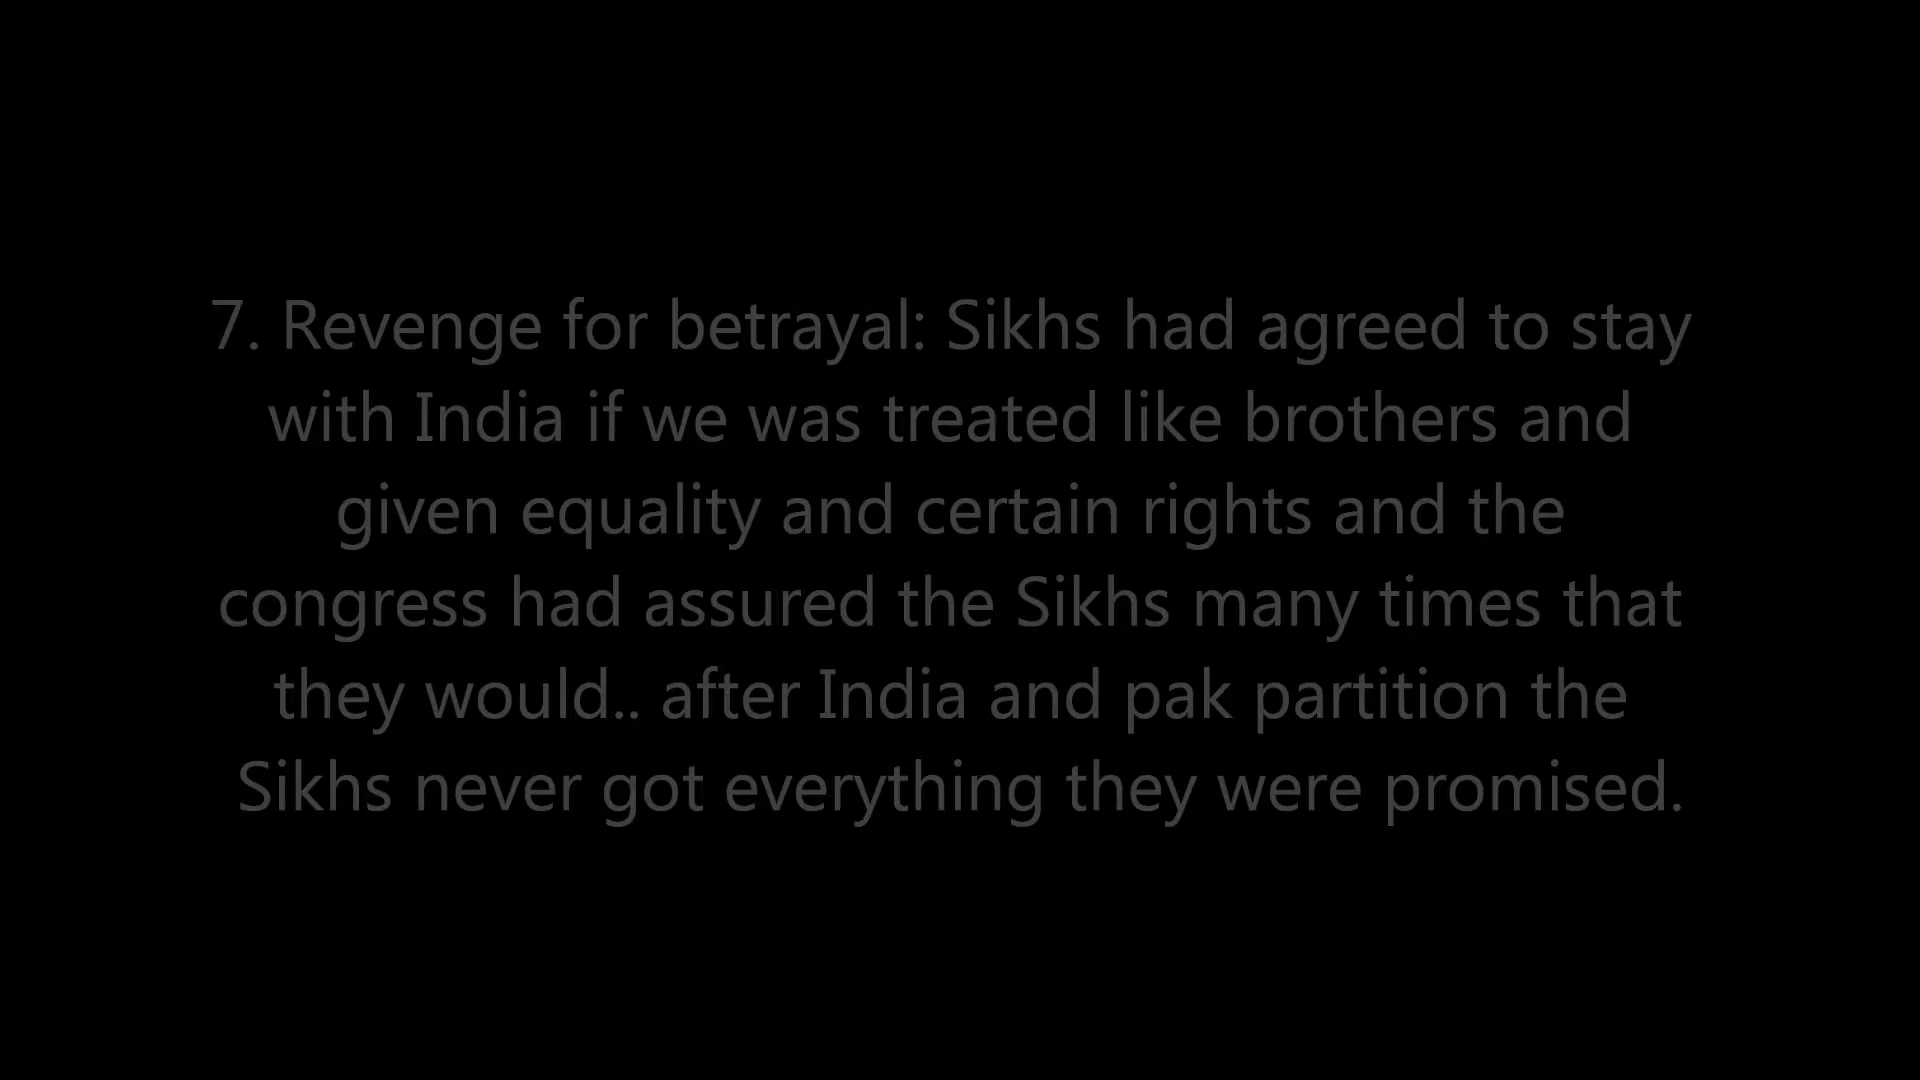 7. Revenge for betrayal: Sikhs had agreed to stay
with India if we was treated like brothers and
given equality and certain rights and the
congress had assured the Sikhs many times that
they would.. after India and pak partition the
Sikhs never got everything they were promised.